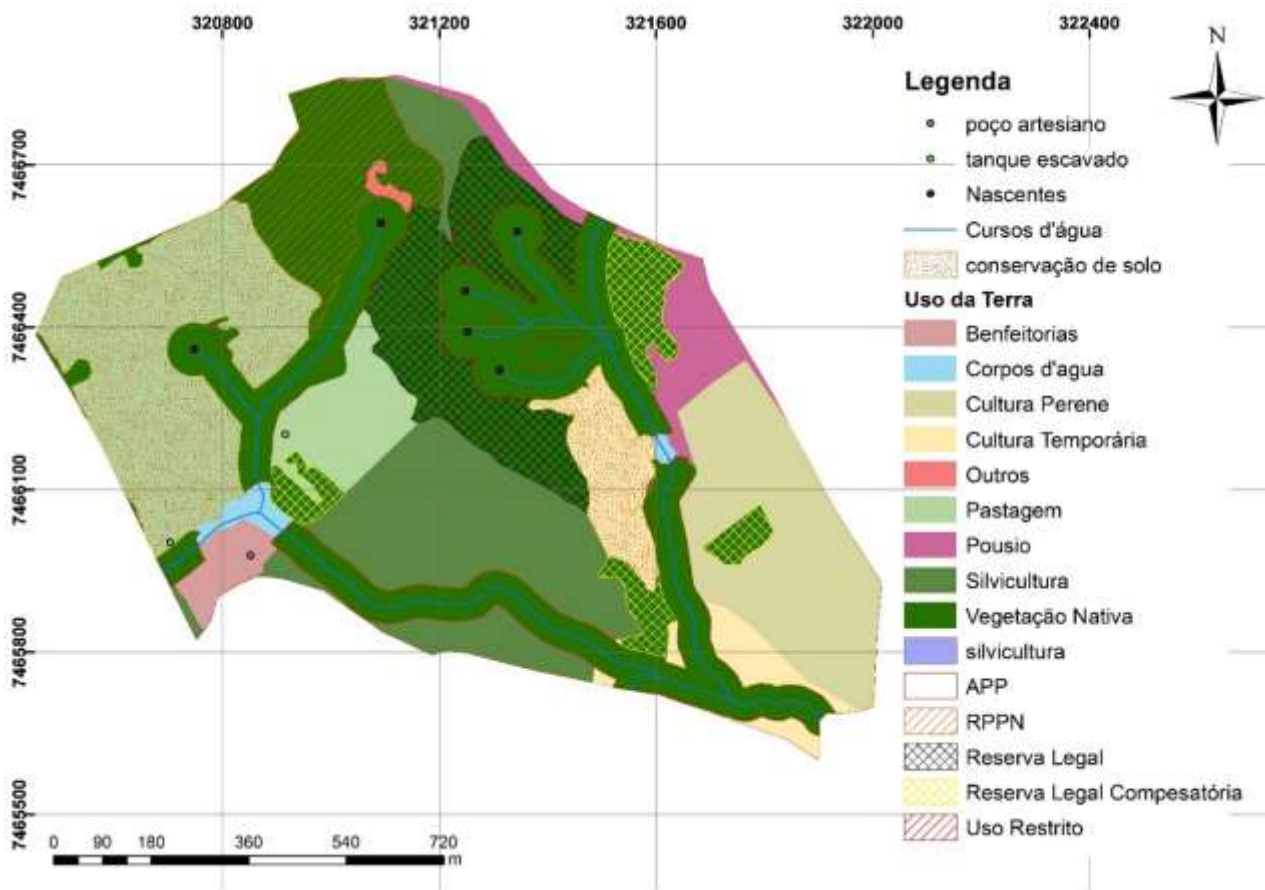 320800 321200 321600 322000 322400
N
Legenda
poço artesiano
tanque escavado
Nascentes
Cursos d'água
conservação de solo
Uso da Terra
Benfeitorias
Corpos d'agua
Cultura Perene
Cultura Temporária
Outros
Pastagem
Pousio
Silvicultura
Vegetação Nativa
silvicultura
APP
RPPN
Reserva Legal
Reserva Legal Compesatória
Uso Restrito
7466700
7466400
7466100
7465800
7465500
0 90 180 360 540 720
m